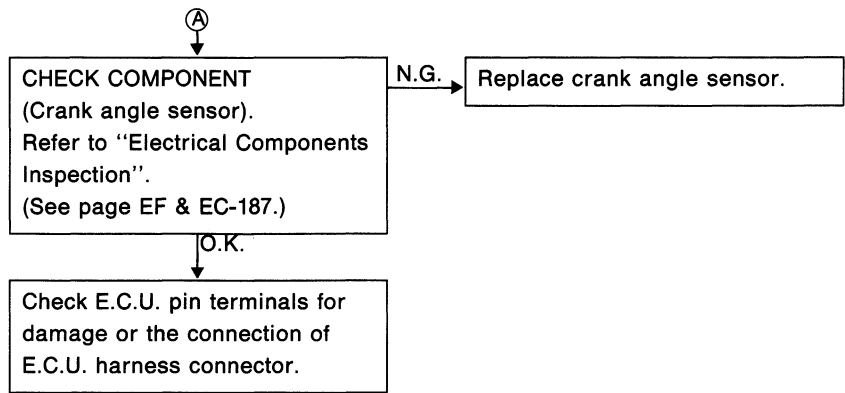 A
CHECK COMPONENT
(Crank angle sensor).
Refer to ‘‘Electrical Components
Inspection’’.
(See page EF & EC-187.)
N.G.
Replace crank angle sensor.
O.K.
Check E.C.U. pin terminals for
damage or the connection of
E.C.U. harness connector.